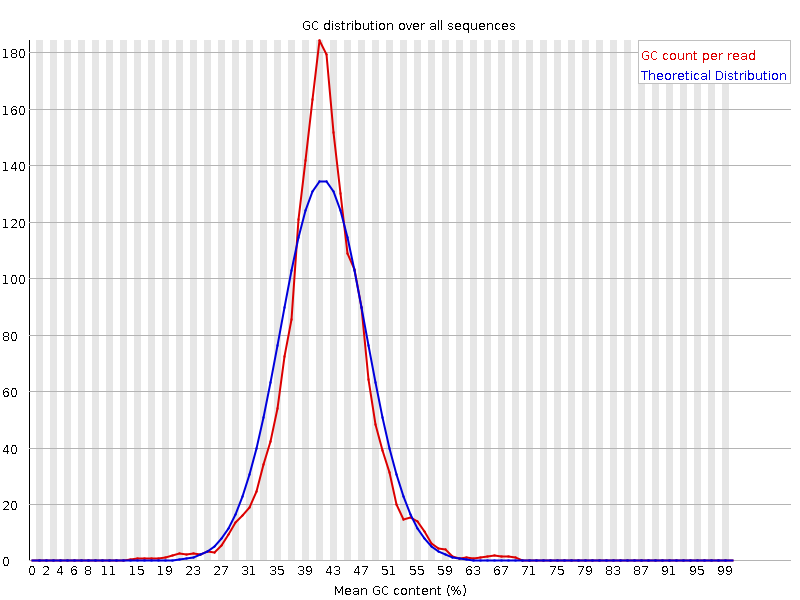 GC distribution over all sequences
GC count per read
Theoretical Distribution
180
160
140
120
100
80
60
40
20
0
0 2 4 6 8 11 15 19 23 27 31 35 39 43 47 51 55 59 63 67 71 75 79 83 87 91 95 99
Mean GC content (%)